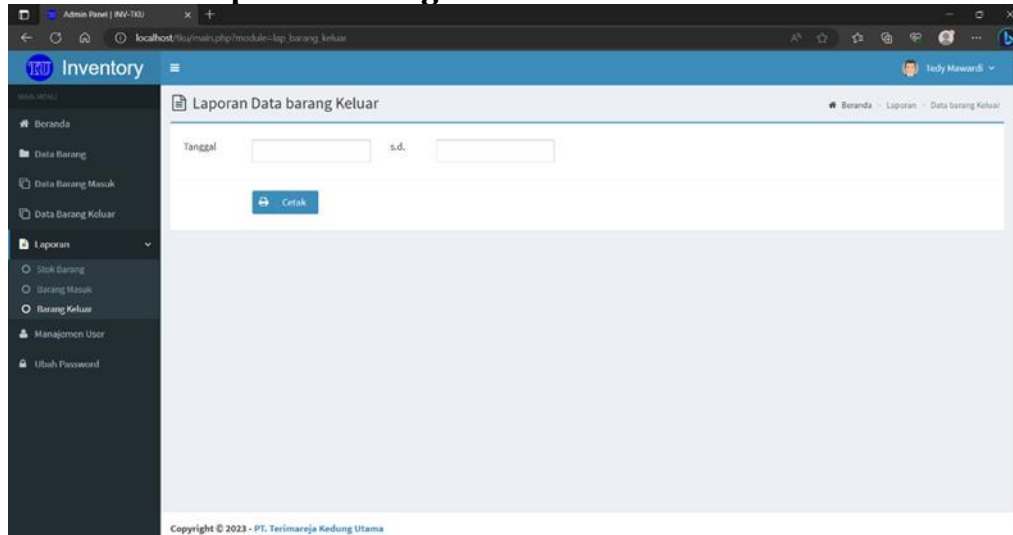 Admin Panel | INV-TKU
localhost/tku/main.php?module=lap_barang_keluar
TKU Inventory
Tedy Mawardi
MAIN MENU
Beranda
Data Barang
Data Barang Masuk
Data Barang Keluar
Laporan
Stok Barang
Barang Masuk
Barang Keluar
Manajemen User
Ubah Password
Laporan Data barang Keluar
Beranda Laporan Data barang Keluar
Tanggal s.d.
Cetak
Copyright © 2023 - PT. Terimareja Kedung Utama